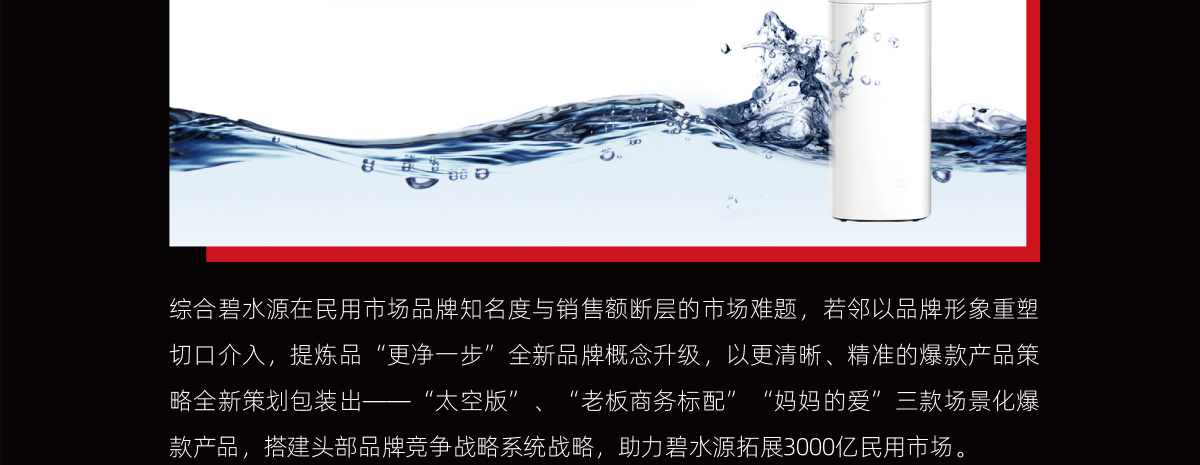 综合碧水源在民用市场品牌知名度与销售额断层的市场难题，若邻以品牌形象重塑
切口介入，提炼品“更净一步”全新品牌概念升级，以更清晰、精准的爆款产品策
略全新策划包装出——“太空版”、“老板商务标配”“妈妈的爱”三款场景化爆
款产品，搭建头部品牌竞争战略系统战略，助力碧水源拓展3000亿民用市场。